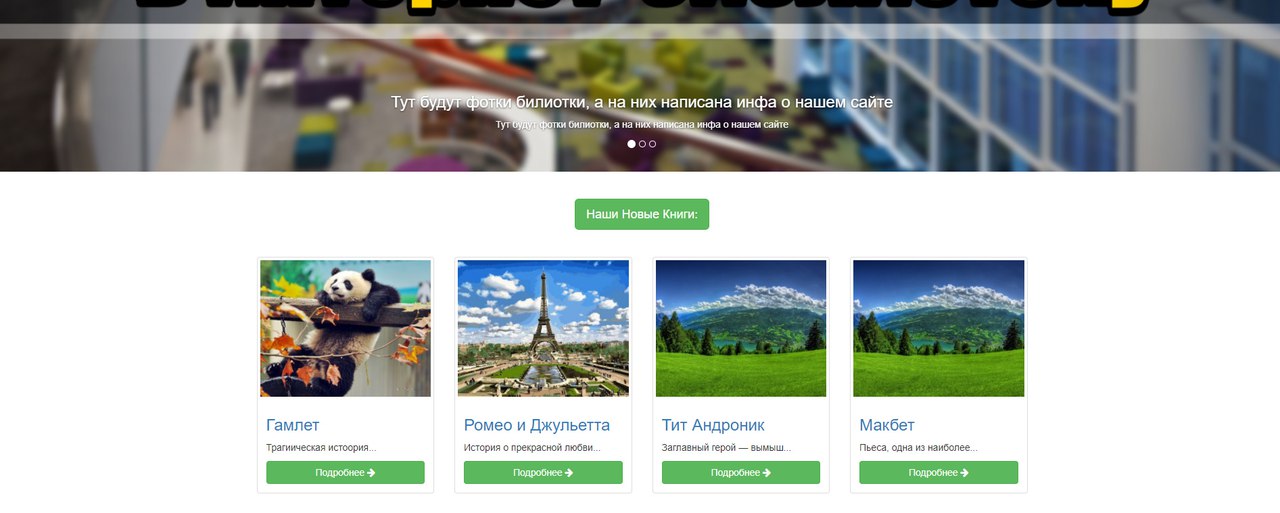 Тут будут фотки билиотки, а на них написана инфа о нашем сайте
Тут будут фотки билиотки, а на них написана инфа о нашем сайте
Наши Новые Книги:
Гамлет
Трагиическая истоория...
Подробнее
Ромео и Джульетта
История о прекрасной любви...
Подробнее
Тит Андроник
Заглавный герой — вымыш...
Подробнее
Макбет
Пьеса, одна из наиболее...
Подробнее